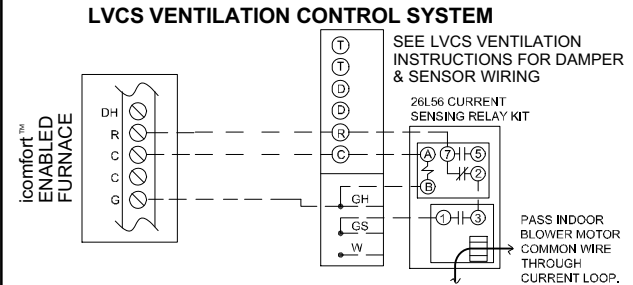 LVCS VENTILATION CONTROL SYSTEM
SEE LVCS VENTILATION
INSTRUCTIONS FOR DAMPER
& SENSOR WIRING
icomfort™
ENABLED
FURNACE
DH
R
C
C
G
T
T
D
D
R
C
GH
GS
W
26L56 CURRENT
SENSING RELAY KIT
A 7 5
2
B
1 3
PASS INDOOR
BLOWER MOTOR
COMMON WIRE
THROUGH
CURRENT LOOP.